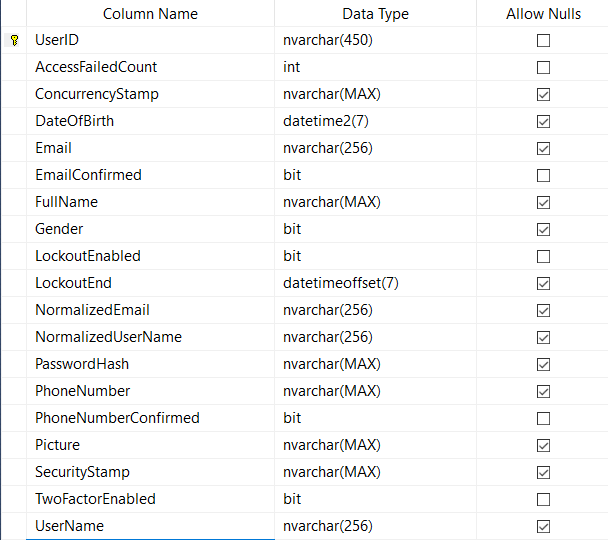 Column Name Data Type Allow Nulls
UserID nvarchar(450)
AccessFailedCount int
ConcurrencyStamp nvarchar(MAX)
DateOfBirth datetime2(7)
Email nvarchar(256)
EmailConfirmed bit
FullName nvarchar(MAX)
Gender bit
LockoutEnabled bit
LockoutEnd datetimeoffset(7)
NormalizedEmail nvarchar(256)
NormalizedUserName nvarchar(256)
PasswordHash nvarchar(MAX)
PhoneNumber nvarchar(MAX)
PhoneNumberConfirmed bit
Picture nvarchar(MAX)
SecurityStamp nvarchar(MAX)
TwoFactorEnabled bit
UserName nvarchar(256)